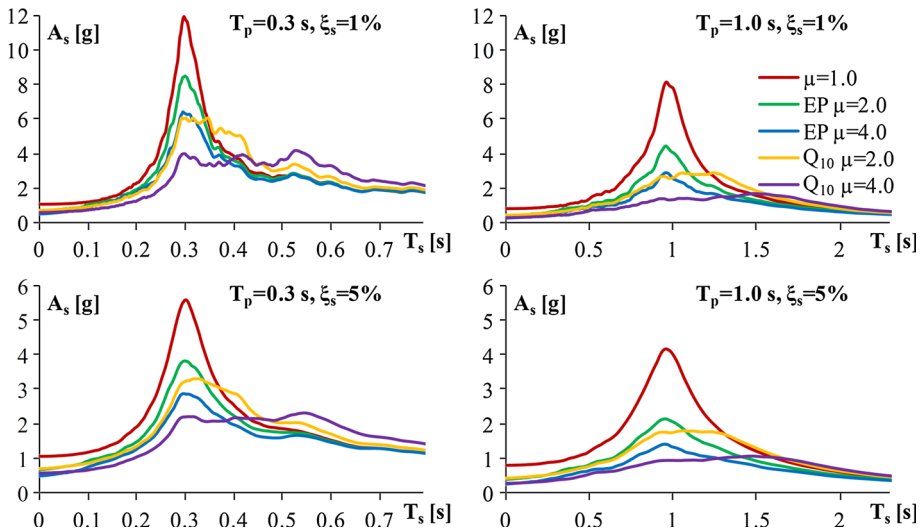 A_s [g] T_p=0.3 s, ξ_s=1%
12
10
8
6
4
2
0
0 0.1 0.2 0.3 0.4 0.5 0.6 0.7 T_s [s]
A_s [g] T_p=1.0 s, ξ_s=1%
12
10
8
6
4
2
0
μ=1.0
EP μ=2.0
EP μ=4.0
Q_10 μ=2.0
Q_10 μ=4.0
0 0.5 1 1.5 2 T_s [s]
A_s [g] T_p=0.3 s, ξ_s=5%
6
5
4
3
2
1
0
0 0.1 0.2 0.3 0.4 0.5 0.6 0.7 T_s [s]
A_s [g] T_p=1.0 s, ξ_s=5%
6
5
4
3
2
1
0
0 0.5 1 1.5 2 T_s [s]